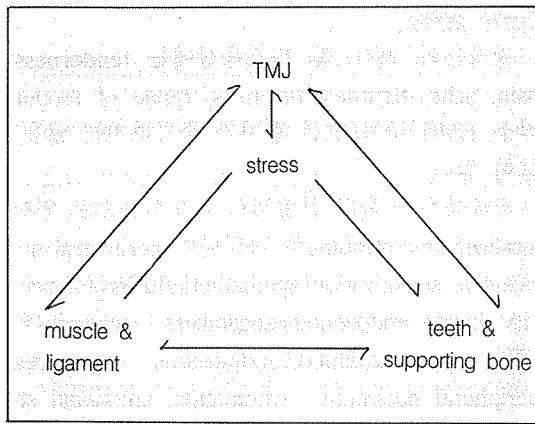 TMJ
stress
muscle &
ligament
teeth &
supporting bone